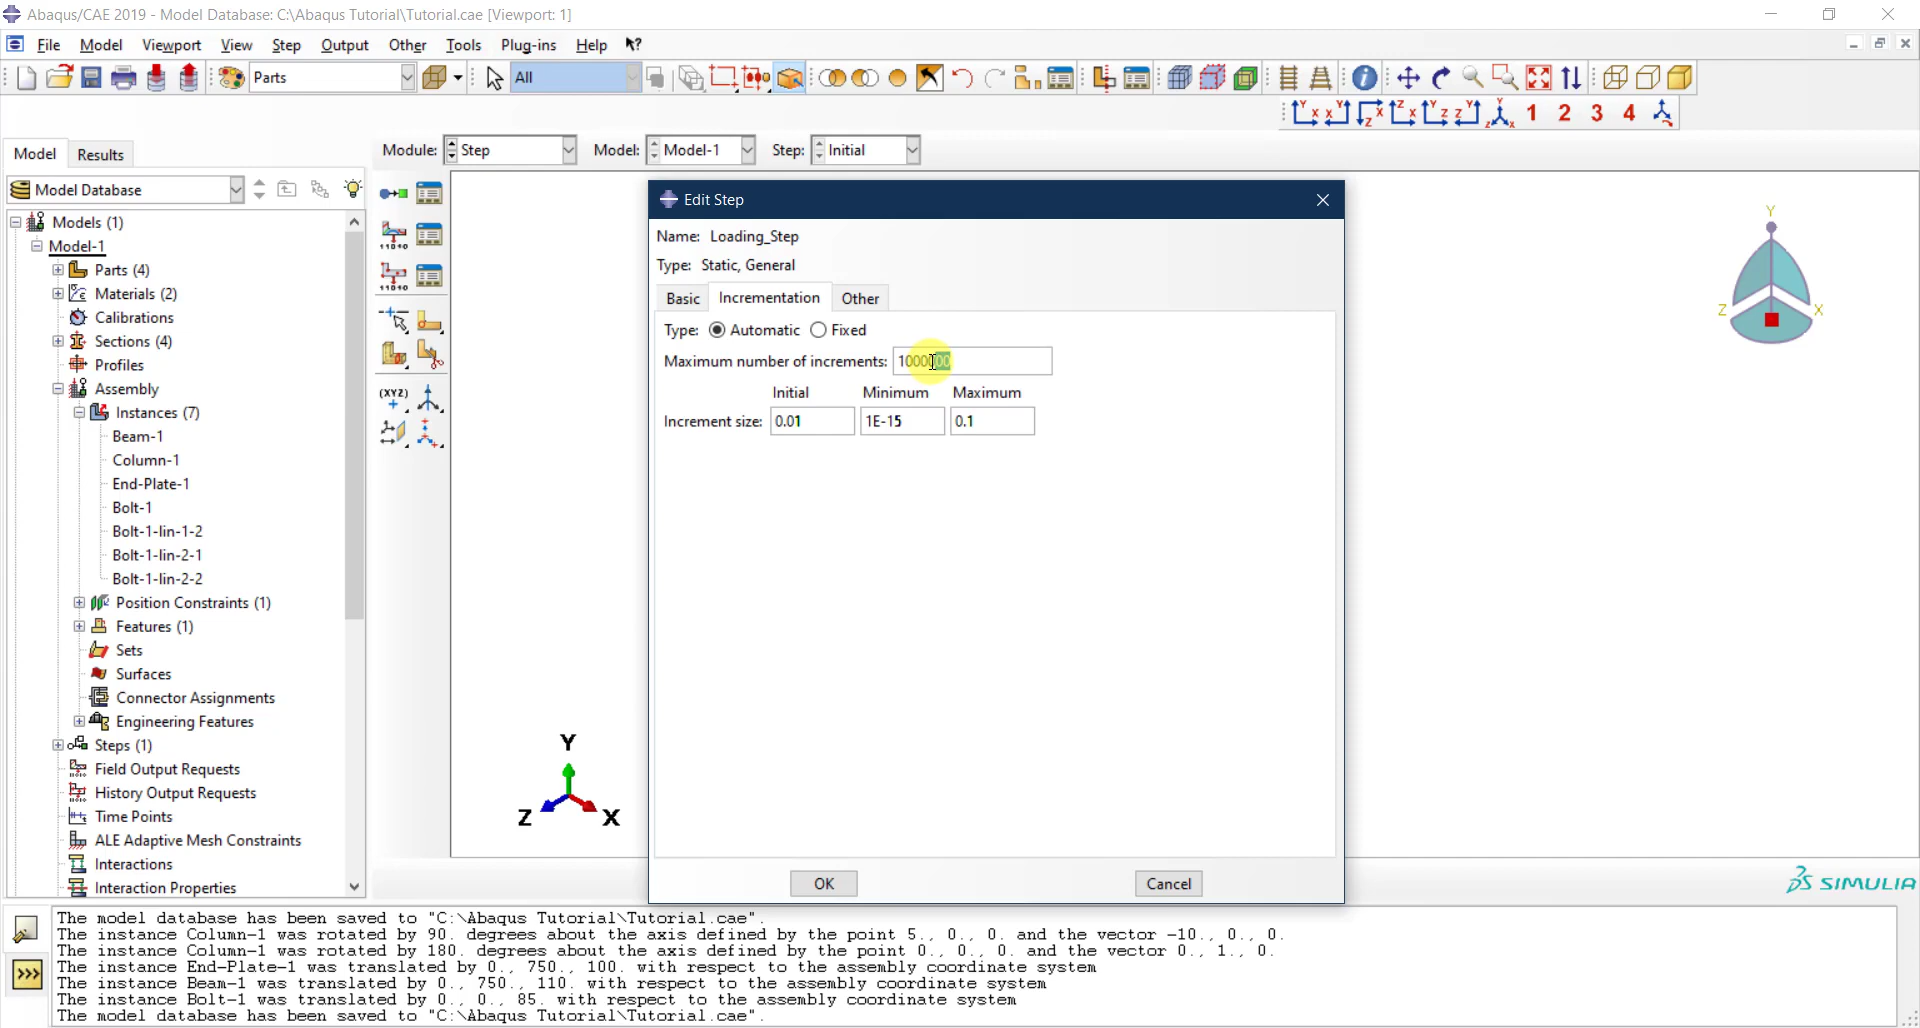 Abaqus/CAE 2019 - Model Database: C:\Abaqus Tutorial\Tutorial.cae [Viewport: 1]
File Model Viewport View Step Output Other Tools Plug-ins Help
Parts All
1 2 3 4
Model Results Module: Step Model: Model-1 Step: Initial
Model Database
Models (1)
Model-1
Parts (4)
Materials (2)
Calibrations
Sections (4)
Profiles
Assembly
Instances (7)
Beam-1
Column-1
End-Plate-1
Bolt-1
Bolt-1-lin-1-2
Bolt-1-lin-2-1
Bolt-1-lin-2-2
Position Constraints (1)
Features (1)
Sets
Surfaces
Connector Assignments
Engineering Features
Steps (1)
Field Output Requests
History Output Requests
Time Points
ALE Adaptive Mesh Constraints
Interactions
Interaction Properties
(XYZ)
Edit Step
Name: Loading_Step
Type: Static, General
Basic Incrementation Other
Type: Automatic Fixed
Maximum number of increments: 1000000
Initial Minimum Maximum
Increment size: 0.01 1E-15 0.1
OK Cancel
Y
Z X
Y
Z X
SIMULIA
The model database has been saved to "C:\Abaqus Tutorial\Tutorial.cae".
The instance Column-1 was rotated by 90. degrees about the axis defined by the point 5., 0., 0. and the vector -10., 0., 0.
The instance Column-1 was rotated by 180. degrees about the axis defined by the point 0., 0., 0. and the vector 0., 1., 0.
The instance End-Plate-1 was translated by 0., 750., 100. with respect to the assembly coordinate system
The instance Beam-1 was translated by 0., 750., 110. with respect to the assembly coordinate system
The instance Bolt-1 was translated by 0., 0., 85. with respect to the assembly coordinate system
The model database has been saved to "C:\Abaqus Tutorial\Tutorial.cae".